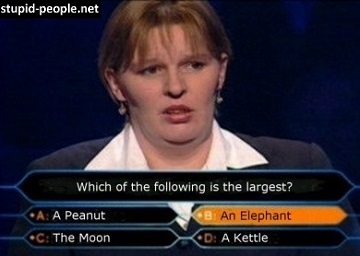 stupid-people.net
Which of the following is the largest?
A: A Peanut
B: An Elephant
C: The Moon
D: A Kettle